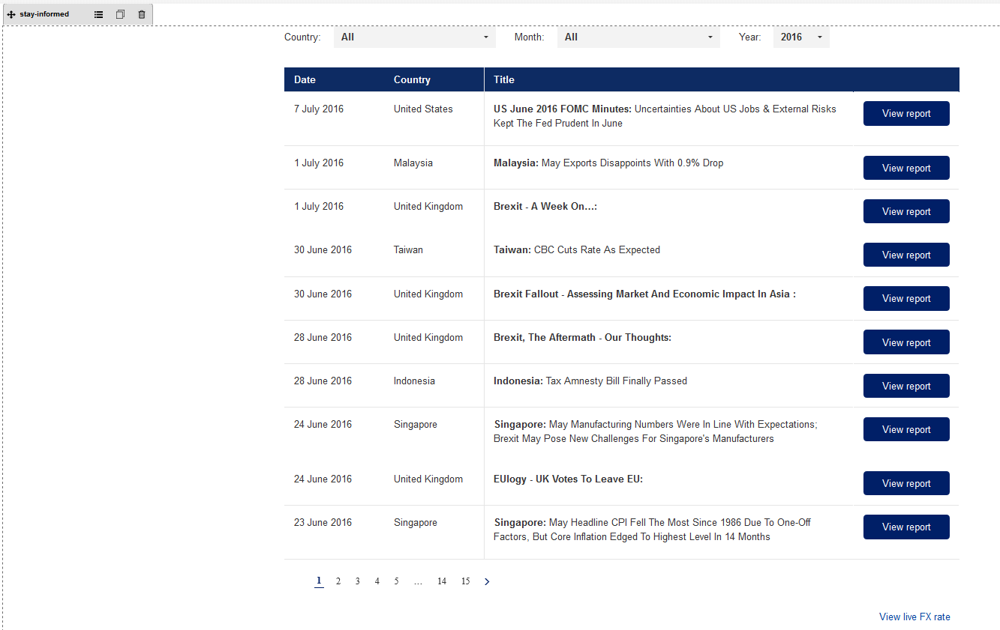 stay-informed
Country: All Month: All Year: 2016
Date Country Title
7 July 2016 United States US June 2016 FOMC Minutes: Uncertainties About US Jobs & External Risks View report
Kept The Fed Prudent In June
1 July 2016 Malaysia Malaysia: May Exports Disappoints With 0.9% Drop View report
1 July 2016 United Kingdom Brexit - A Week On...: View report
30 June 2016 Taiwan Taiwan: CBC Cuts Rate As Expected View report
30 June 2016 United Kingdom Brexit Fallout - Assessing Market And Economic Impact In Asia : View report
28 June 2016 United Kingdom Brexit, The Aftermath - Our Thoughts: View report
28 June 2016 Indonesia Indonesia: Tax Amnesty Bill Finally Passed View report
24 June 2016 Singapore Singapore: May Manufacturing Numbers Were In Line With Expectations; View report
Brexit May Pose New Challenges For Singapore's Manufacturers
24 June 2016 United Kingdom EUlogy - UK Votes To Leave EU: View report
23 June 2016 Singapore Singapore: May Headline CPI Fell The Most Since 1986 Due To One-Off View report
Factors, But Core Inflation Edged To Highest Level In 14 Months
1 2 3 4 5 ... 14 15
View live FX rate